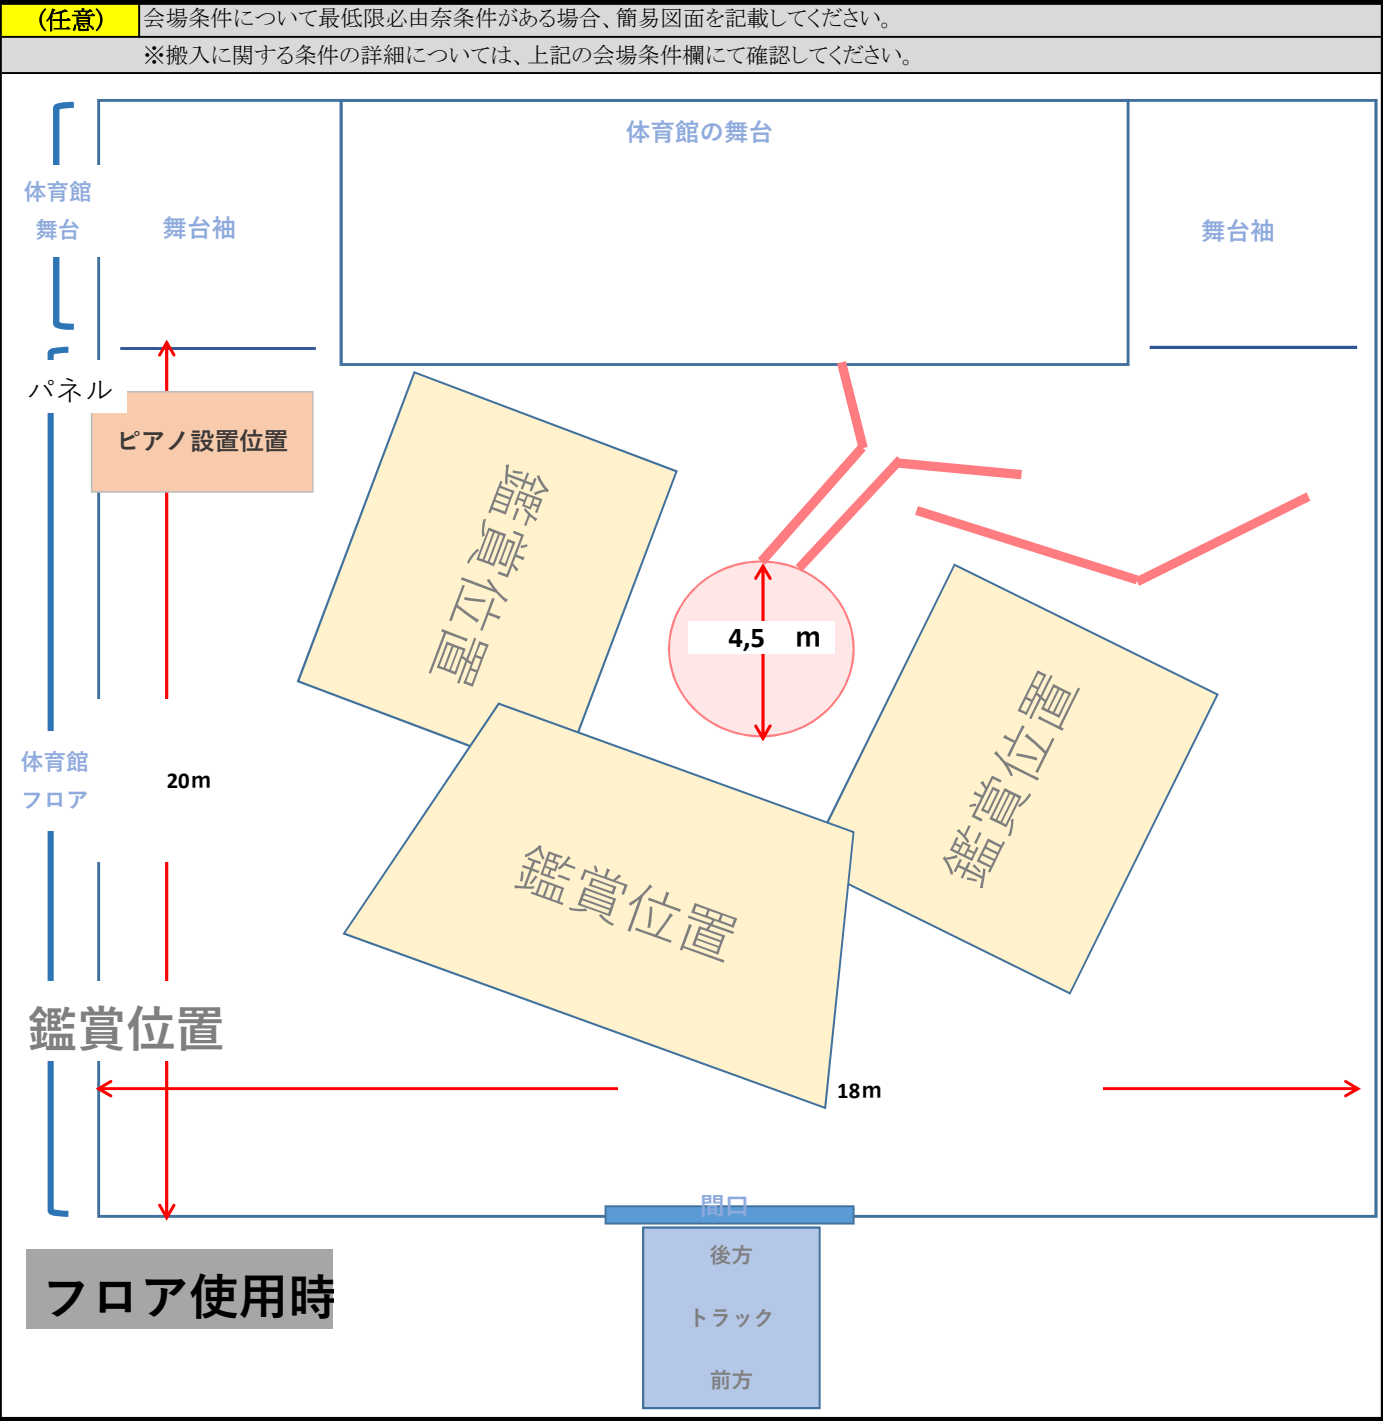 (任意)
会場条件について最低限必由奈条件がある場合、簡易図面を記載してください。
※搬入に関する条件の詳細については、上記の会場条件欄にて確認してください。
体育館の舞台
体育館
舞台
舞台袖
舞台袖
パネル
ピアノ設置位置
鑑賞位置
4,5 m
鑑賞位置
体育館
フロア
20m
鑑賞位置
鑑賞位置
18m
間口
後方
トラック
前方
フロア使用時